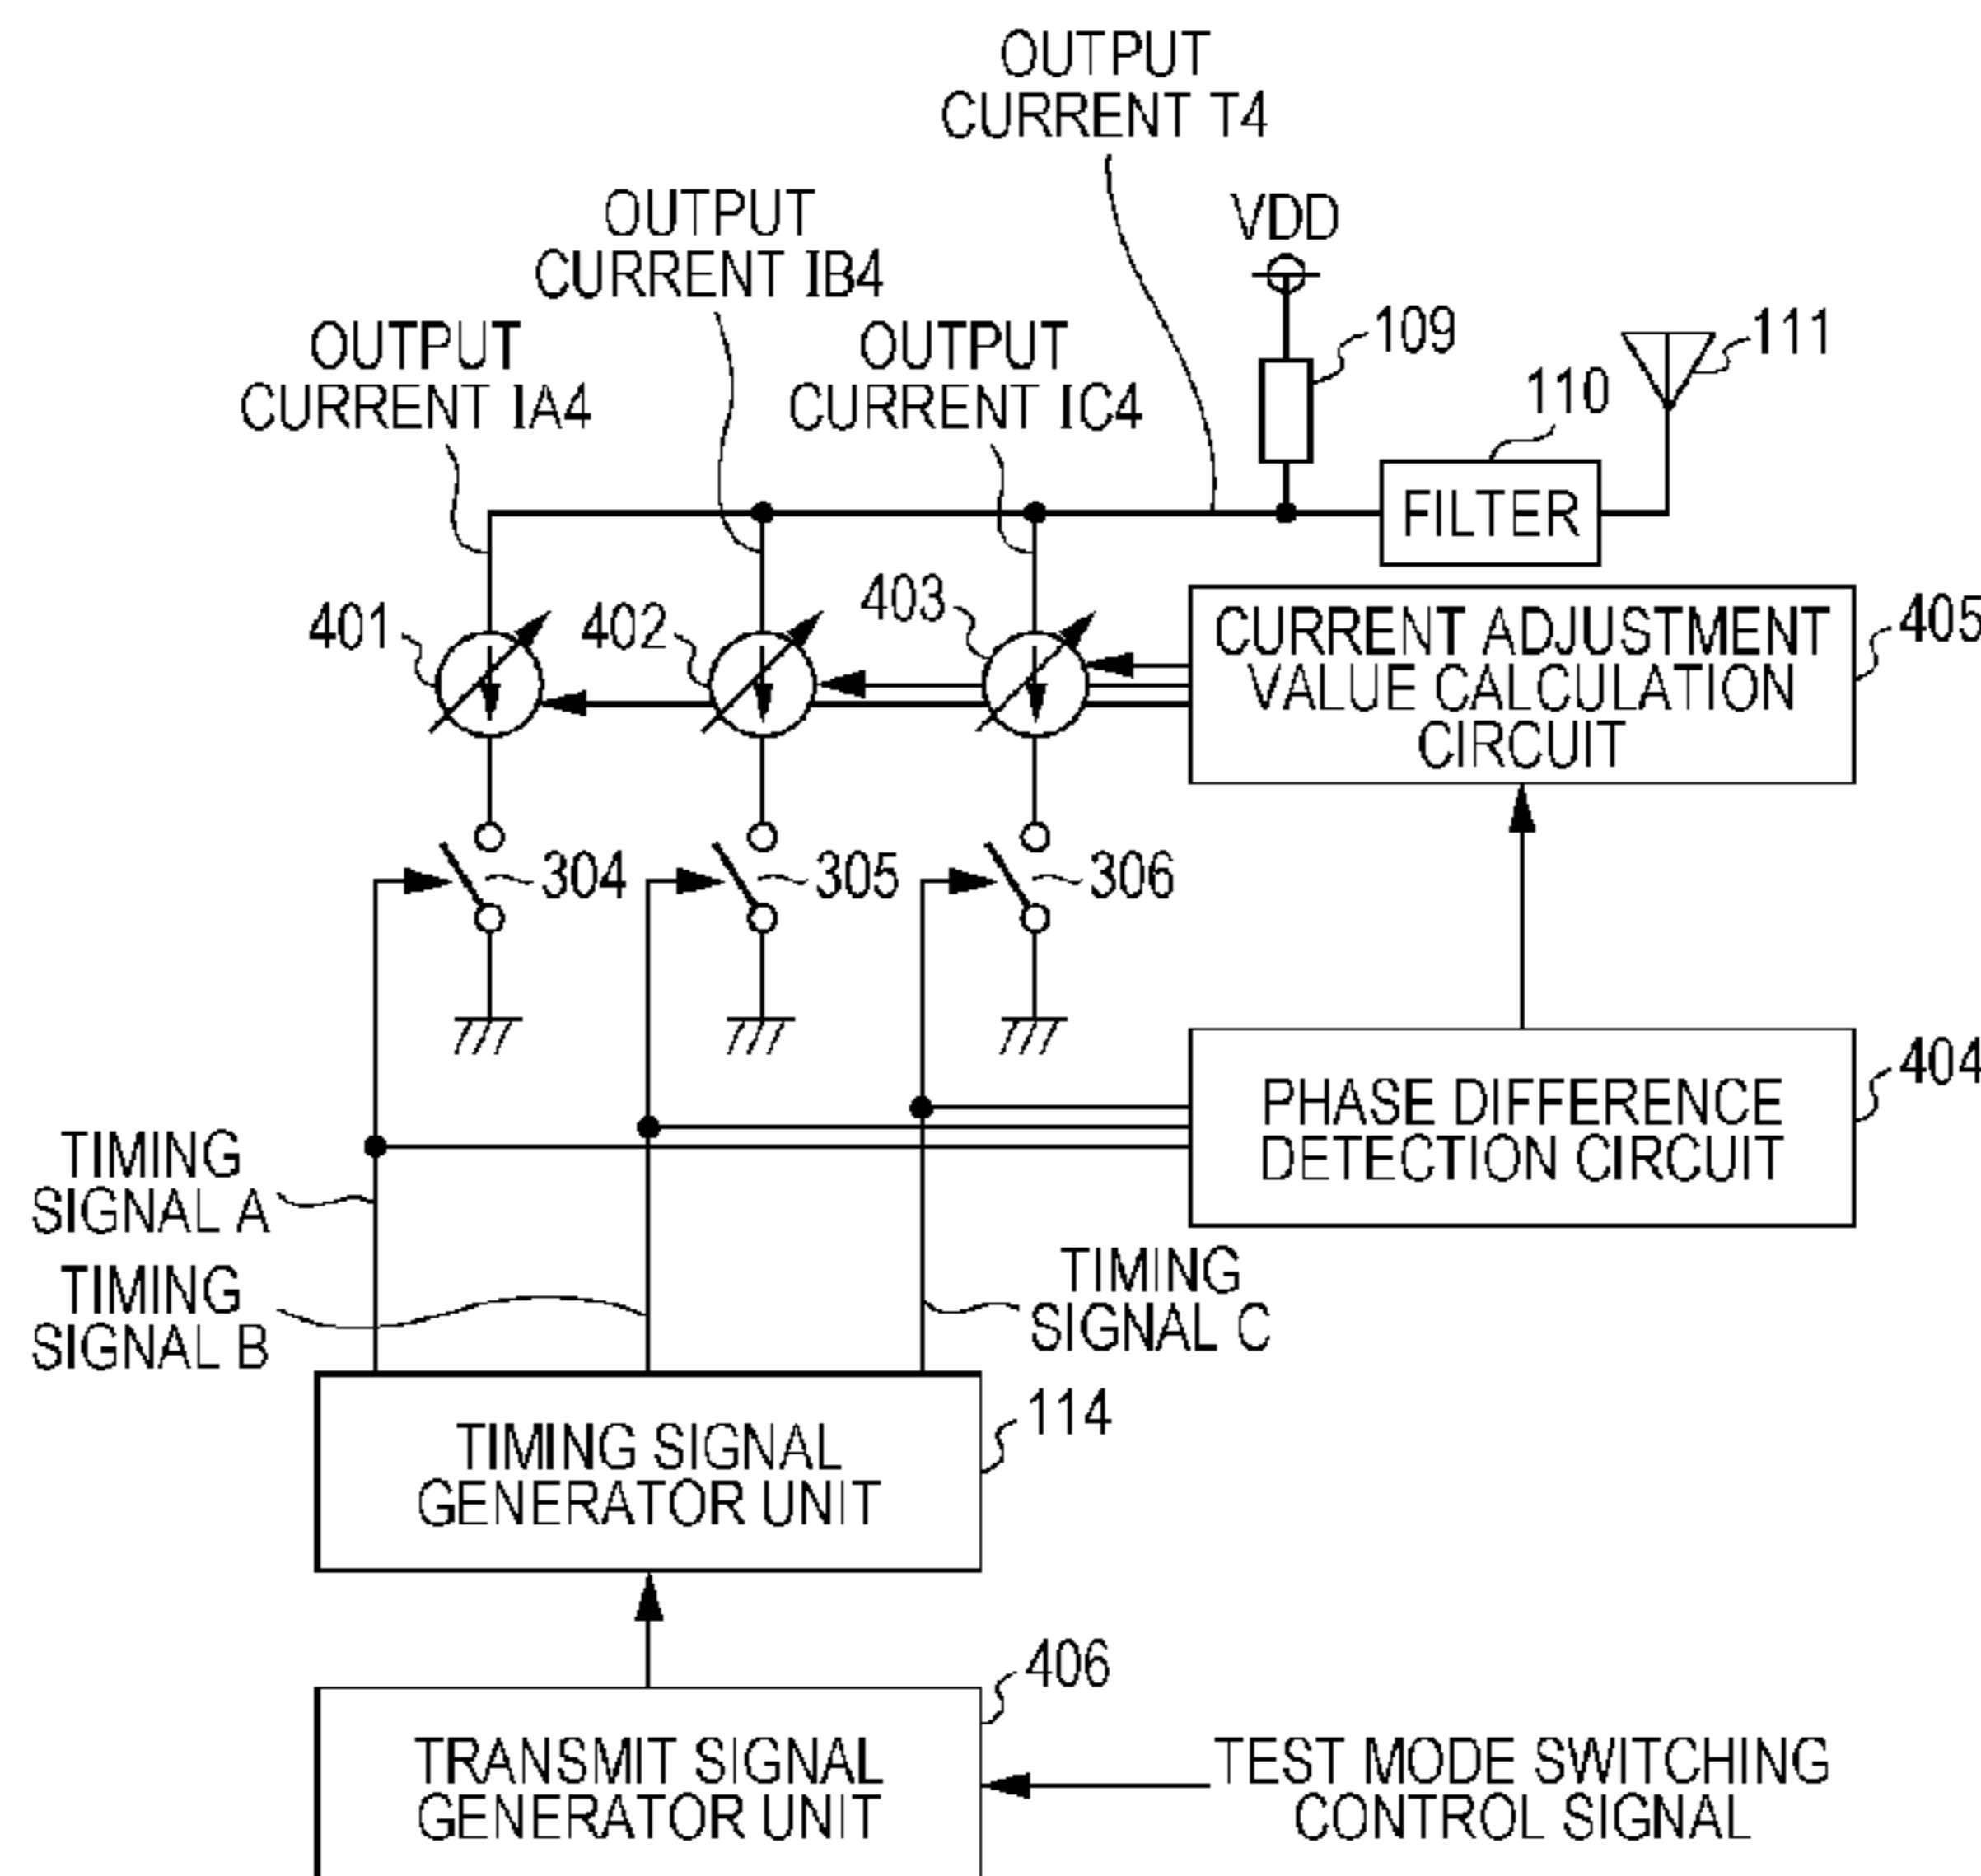 OUTPUT
CURRENT T4
OUTPUT
CURRENT IB4
VDD
OUTPUT
CURRENT IA4
OUTPUT
CURRENT IC4
109
111
110
FILTER
401
402
403
CURRENT ADJUSTMENT
VALUE CALCULATION
CIRCUIT
405
304
305
306
PHASE DIFFERENCE
DETECTION CIRCUIT
404
TIMING
SIGNAL A
TIMING
SIGNAL B
TIMING
SIGNAL C
114
TIMING SIGNAL
GENERATOR UNIT
406
TRANSMIT SIGNAL
GENERATOR UNIT
TEST MODE SWITCHING
CONTROL SIGNAL